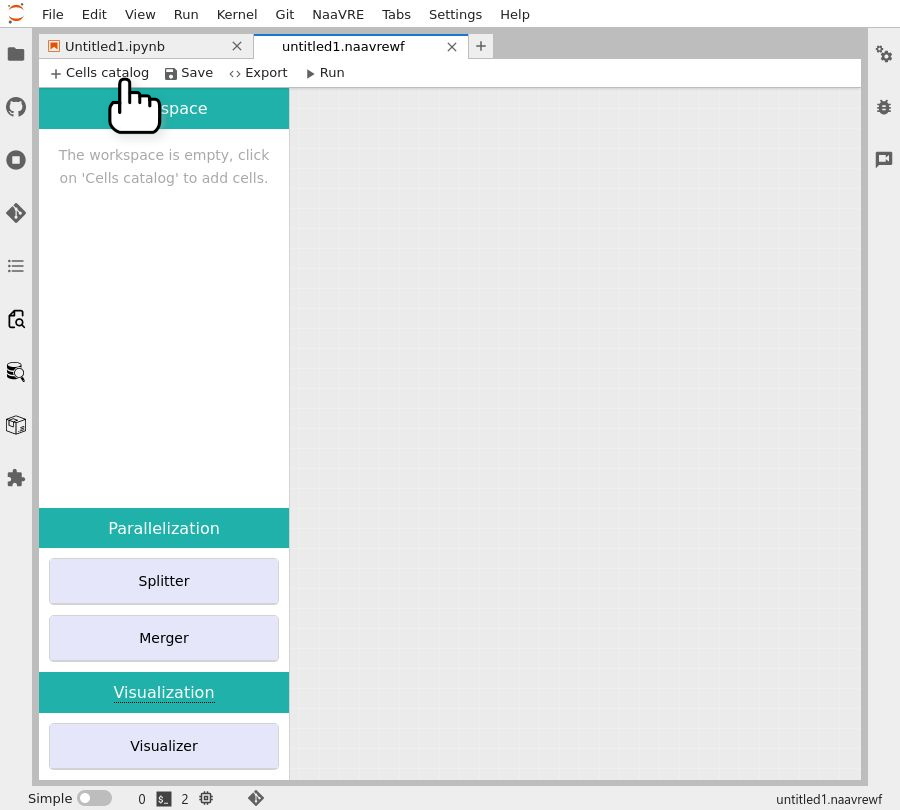 File Edit View Run Kernel Git NaaVRE Tabs Settings Help
Untitled1.ipynb untitled1.naavrewf
Cells catalog Save Export Run
space
The workspace is empty, click
on 'Cells catalog' to add cells.
Parallelization
Splitter
Merger
Visualization
Visualizer
Simple 0 $_ 2 untitled1.naavrewf